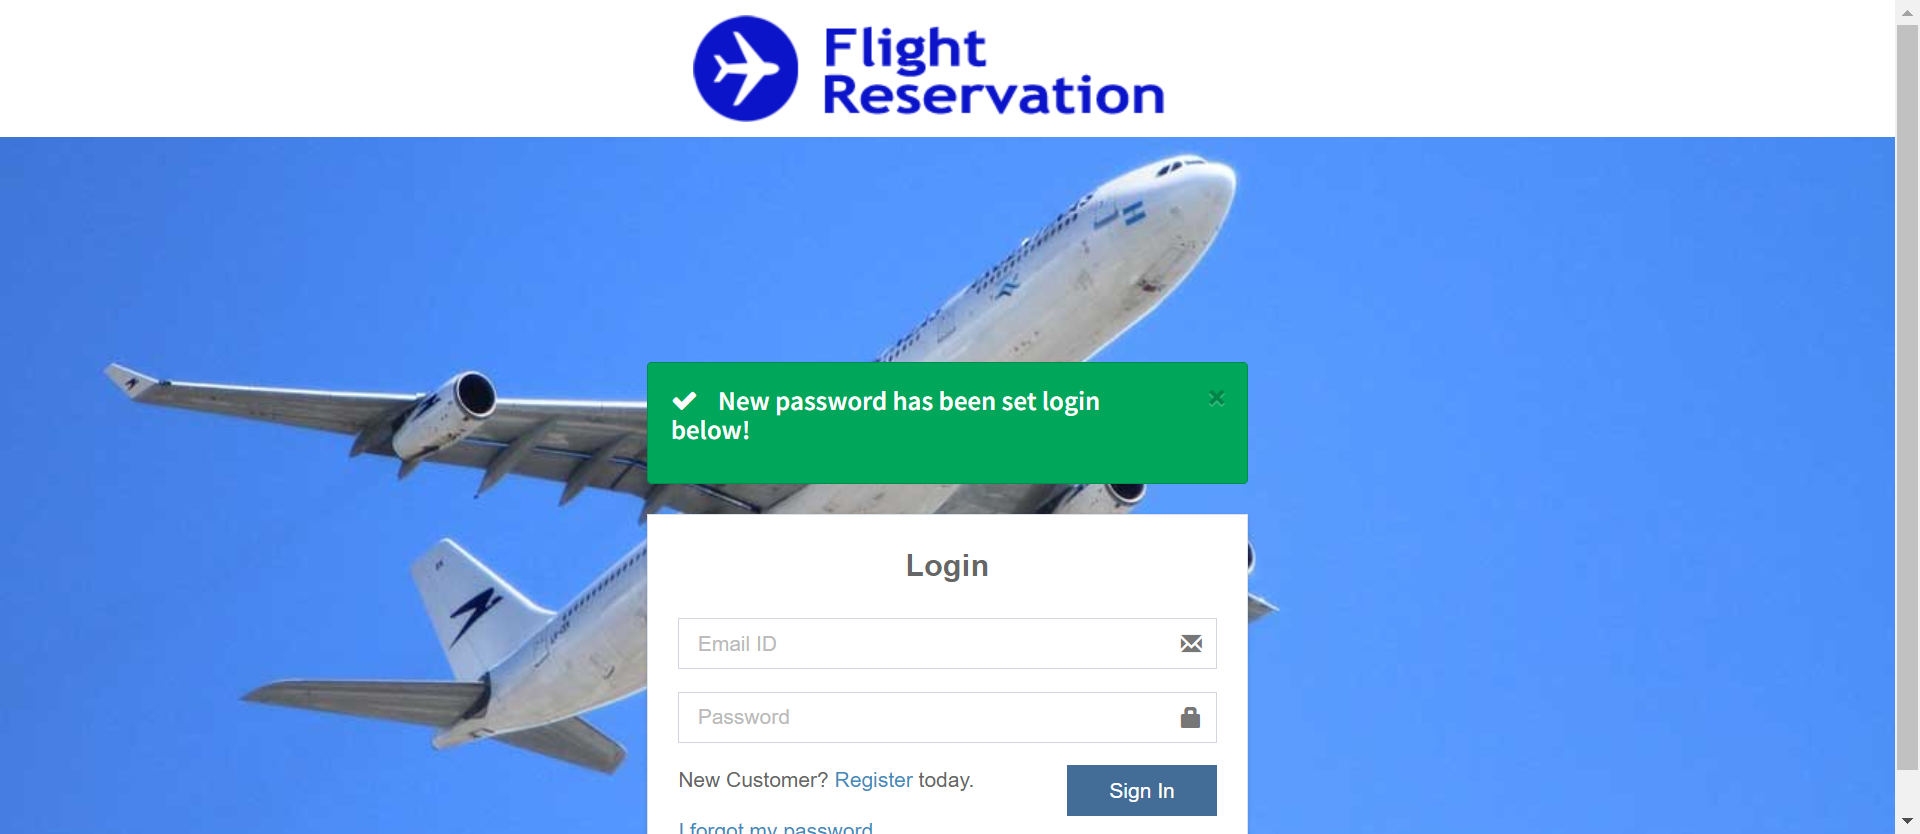 Flight
Reservation
New password has been set login
below!
Login
Email ID
Password
New Customer? Register today.
Sign In
I forgot my password